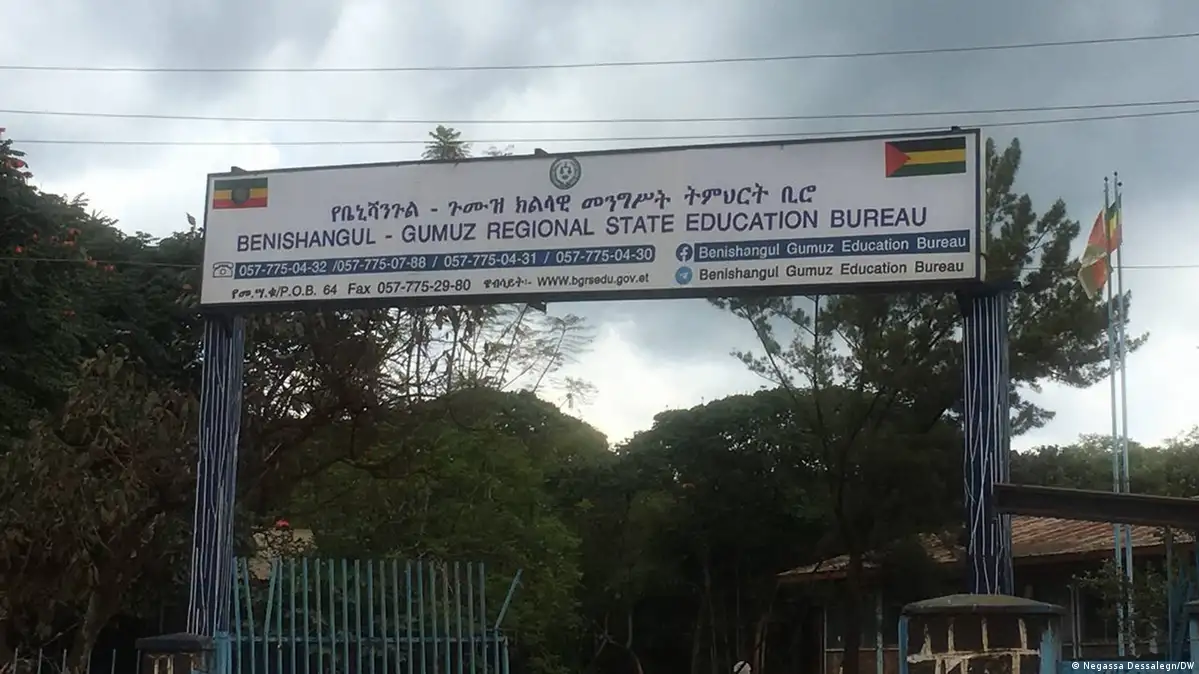 የቤኒሻንጉል - ጉሙዝ ክልላዊ መንግሥት ትምህርት ቢሮ
BENISHANGUL - GUMUZ REGIONAL STATE EDUCATION BUREAU
057-775-04-32 /057-775-07-88 / 057-775-04-31 / 057-775-04-30
Benishangul Gumuz Education Bureau
የመ.ሣ.ቁ/P.O.B. 64 Fax 057-775-29-80 ዌብሳይት:- www.bgrsedu.gov.et
Benishangul Gumuz Education Bureau
© Negassa Dessalegn/DW